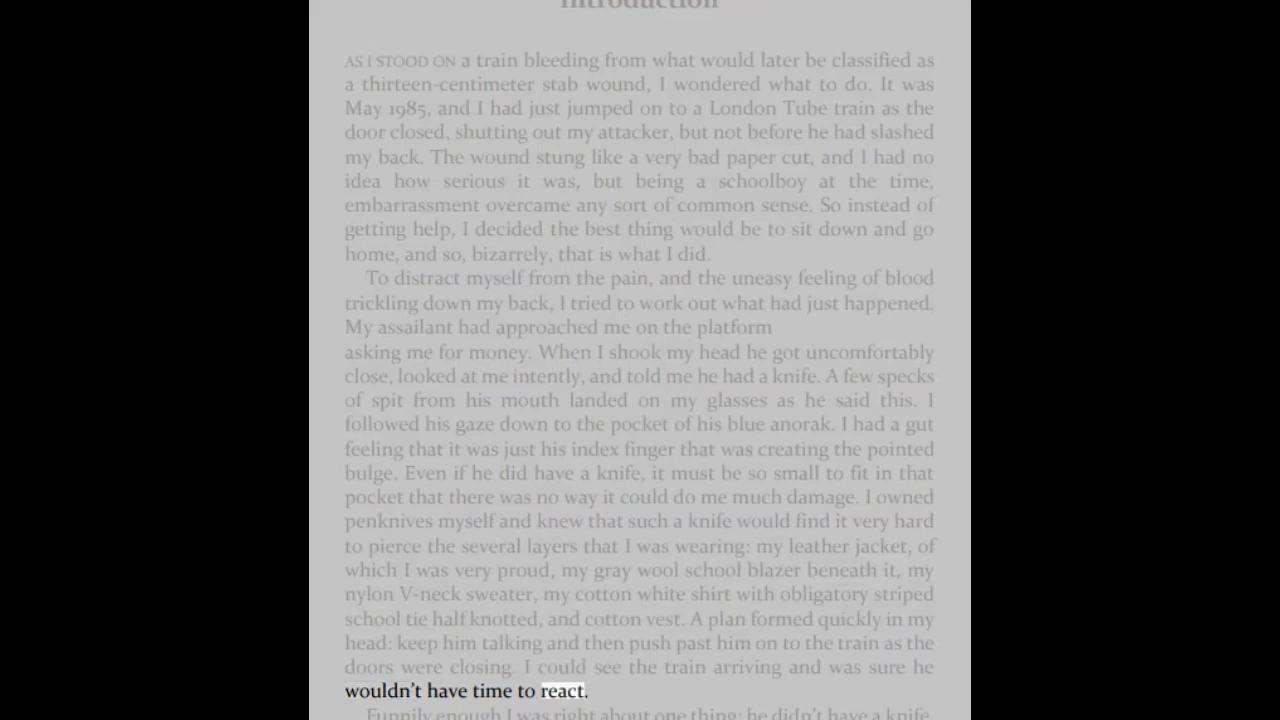 Introduction
AS I STOOD ON a train bleeding from what would later be classified as
a thirteen-centimeter stab wound, I wondered what to do. It was
May 1985, and I had just jumped on to a London Tube train as the
door closed, shutting out my attacker, but not before he had slashed
my back. The wound stung like a very bad paper cut, and I had no
idea how serious it was, but being a schoolboy at the time,
embarrassment overcame any sort of common sense. So instead of
getting help, I decided the best thing would be to sit down and go
home, and so, bizarrely, that is what I did.
To distract myself from the pain, and the uneasy feeling of blood
trickling down my back, I tried to work out what had just happened.
My assailant had approached me on the platform
asking me for money. When I shook my head he got uncomfortably
close, looked at me intently, and told me he had a knife. A few specks
of spit from his mouth landed on my glasses as he said this. I
followed his gaze down to the pocket of his blue anorak. I had a gut
feeling that it was just his index finger that was creating the pointed
bulge. Even if he did have a knife, it must be so small to fit in that
pocket that there was no way it could do me much damage. I owned
penknives myself and knew that such a knife would find it very hard
to pierce the several layers that I was wearing: my leather jacket, of
which I was very proud, my gray wool school blazer beneath it, my
nylon V-neck sweater, my cotton white shirt with obligatory striped
school tie half knotted, and cotton vest. A plan formed quickly in my
head: keep him talking and then push past him on to the train as the
doors were closing. I could see the train arriving and was sure he
wouldn't have time to react.
Funnily enough I was right about one thing: he didn't have a knife.